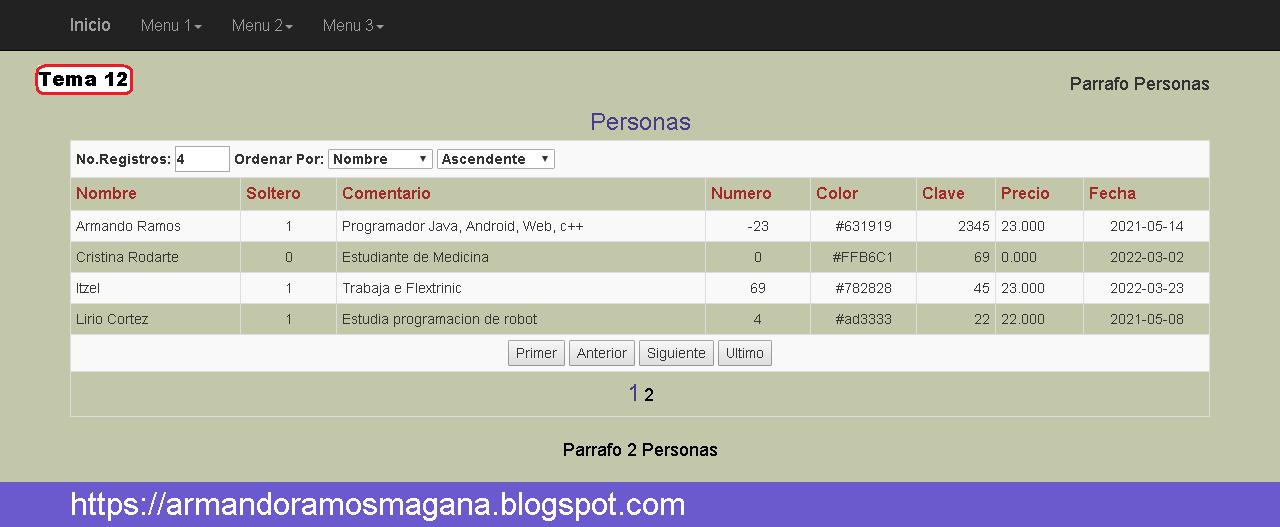 Inicio Menu 1 Menu 2 Menu 3
Tema 12
Parrafo Personas
Personas
No.Registros: 4 Ordenar Por: Nombre Ascendente
Nombre Soltero Comentario Numero Color Clave Precio Fecha
Armando Ramos 1 Programador Java, Android, Web, c++ -23 #631919 2345 23.000 2021-05-14
Cristina Rodarte 0 Estudiante de Medicina 0 #FFB6C1 69 0.000 2022-03-02
Itzel 1 Trabaja e Flextrinic 69 #782828 45 23.000 2022-03-23
Lirio Cortez 1 Estudia programacion de robot 4 #ad3333 22 22.000 2021-05-08
Primer Anterior Siguiente Ultimo
1 2
Parrafo 2 Personas
https://armandoramosmagana.blogspot.com